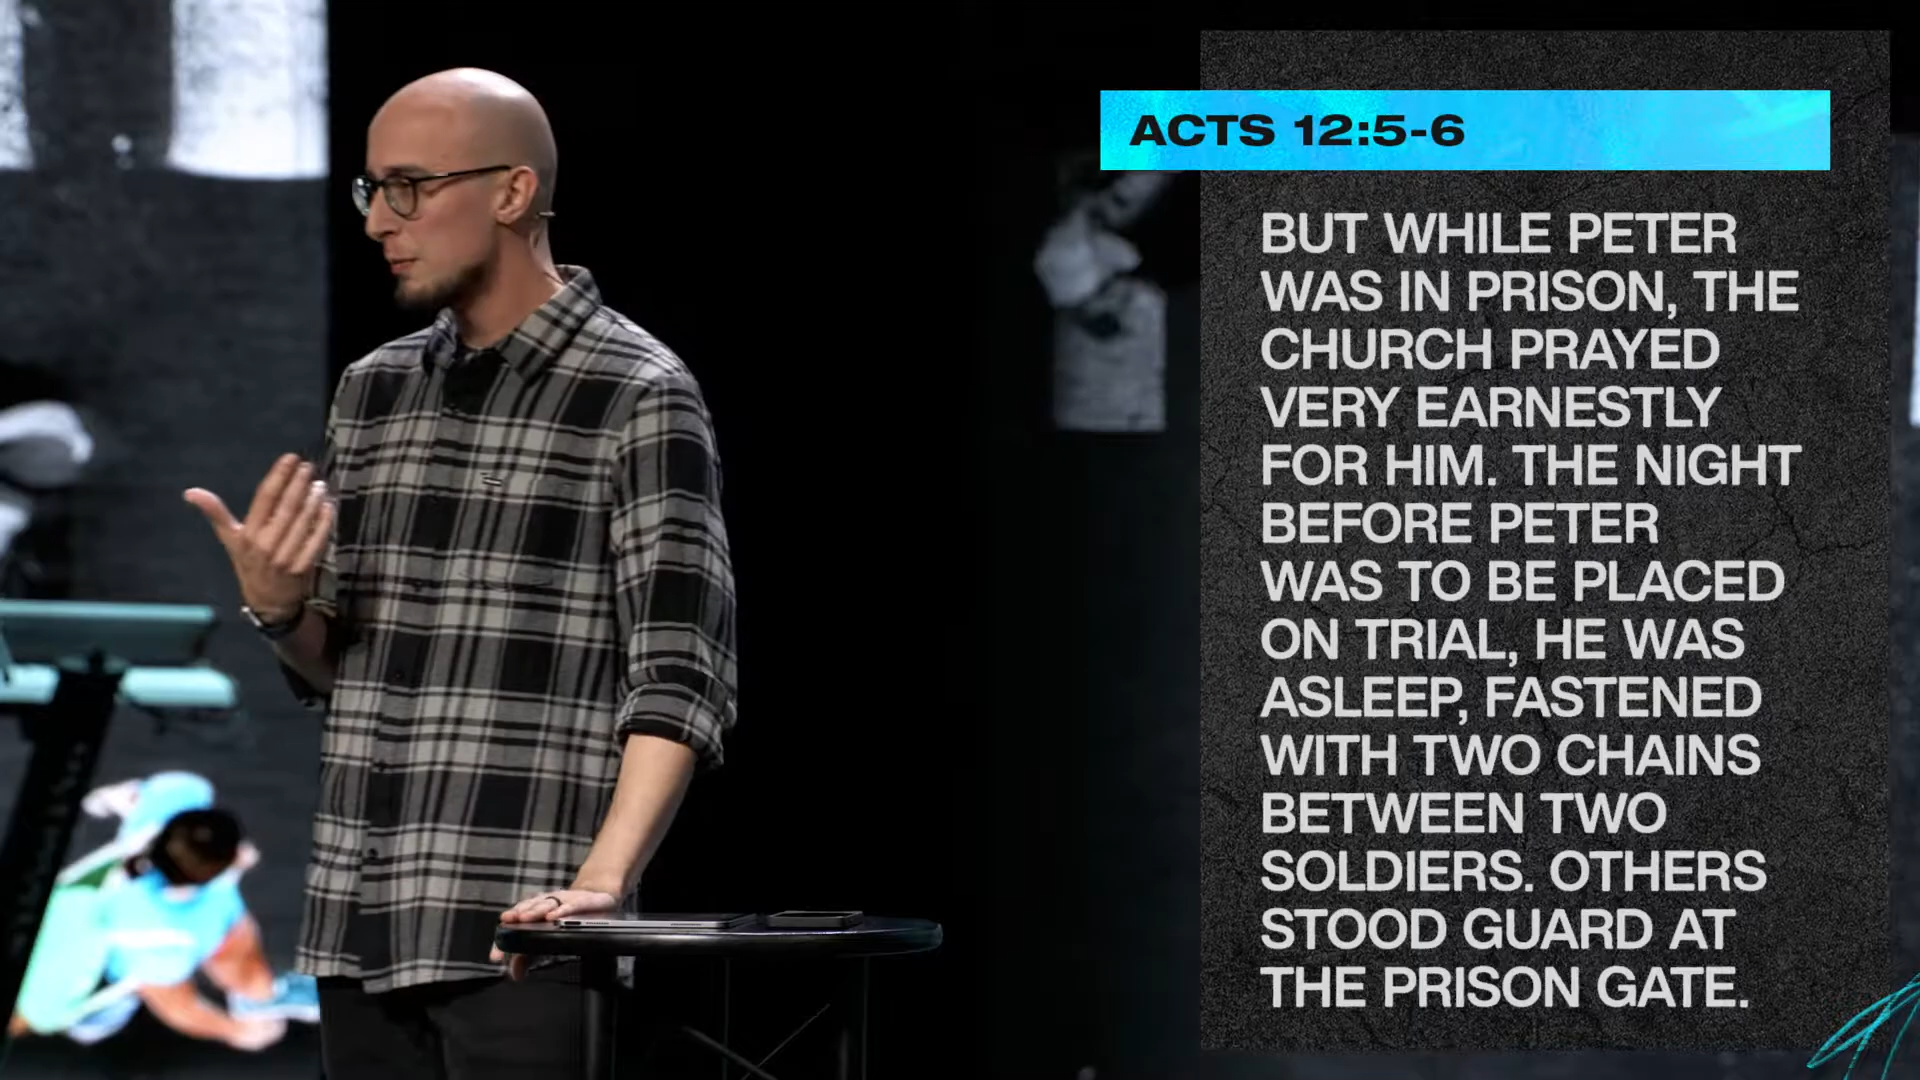 ACTS 12:5-6
BUT WHILE PETER
WAS IN PRISON, THE
CHURCH PRAYED
VERY EARNESTLY
FOR HIM. THE NIGHT
BEFORE PETER
WAS TO BE PLACED
ON TRIAL, HE WAS
ASLEEP, FASTENED
WITH TWO CHAINS
BETWEEN TWO
SOLDIERS. OTHERS
STOOD GUARD AT
THE PRISON GATE.